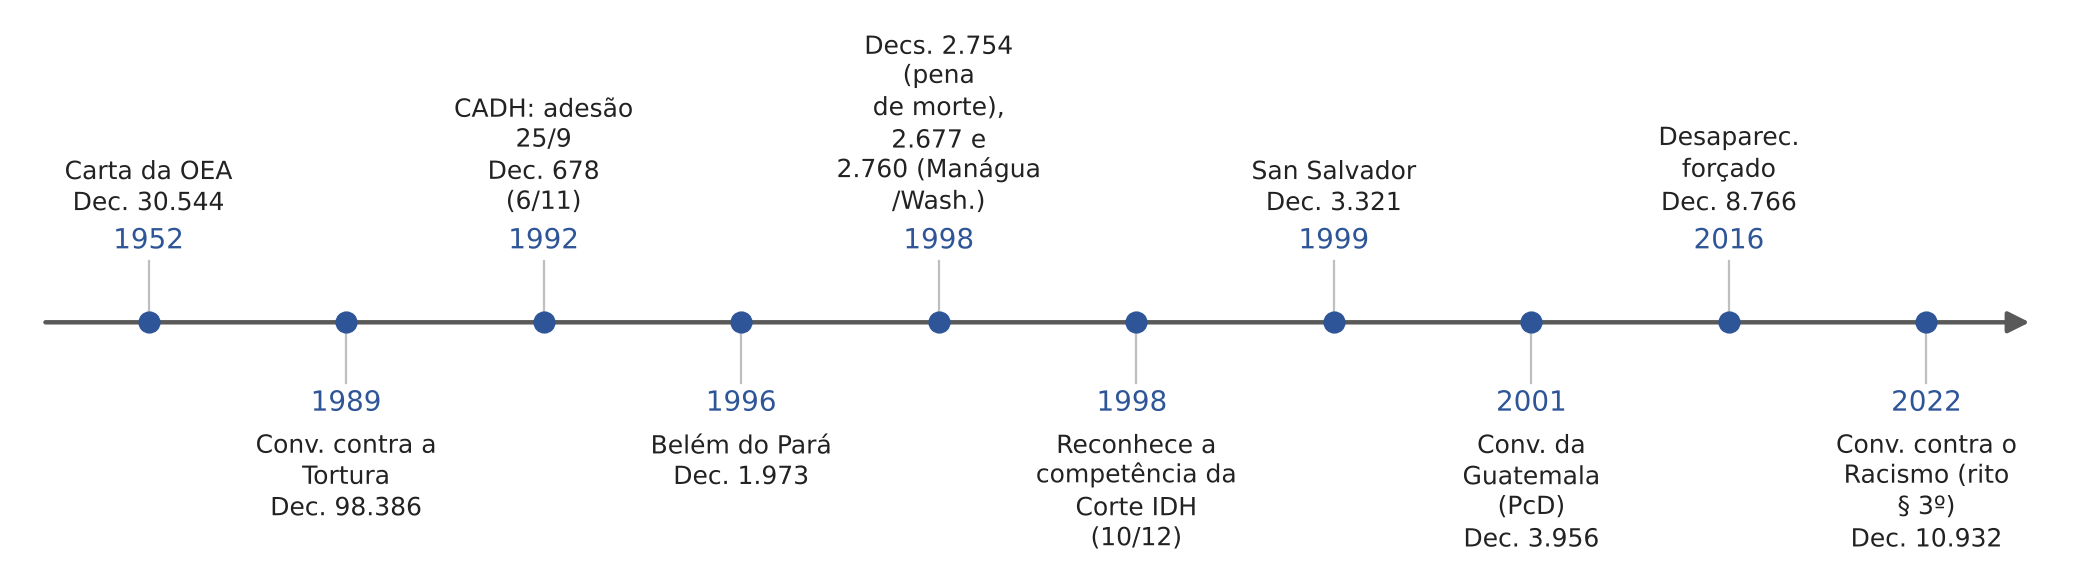 Carta da OEA
Dec. 30.544
1952
1989
Conv. contra a
Tortura
Dec. 98.386
CADH: adesão
25/9
Dec. 678
(6/11)
1992
1996
Belém do Pará
Dec. 1.973
Decs. 2.754
(pena
de morte),
2.677 e
2.760 (Manágua
/Wash.)
1998
1998
Reconhece a
competência da
Corte IDH
(10/12)
San Salvador
Dec. 3.321
1999
2001
Conv. da
Guatemala
(PcD)
Dec. 3.956
Desaparec.
forçado
Dec. 8.766
2016
2022
Conv. contra o
Racismo (rito
§ 3º)
Dec. 10.932